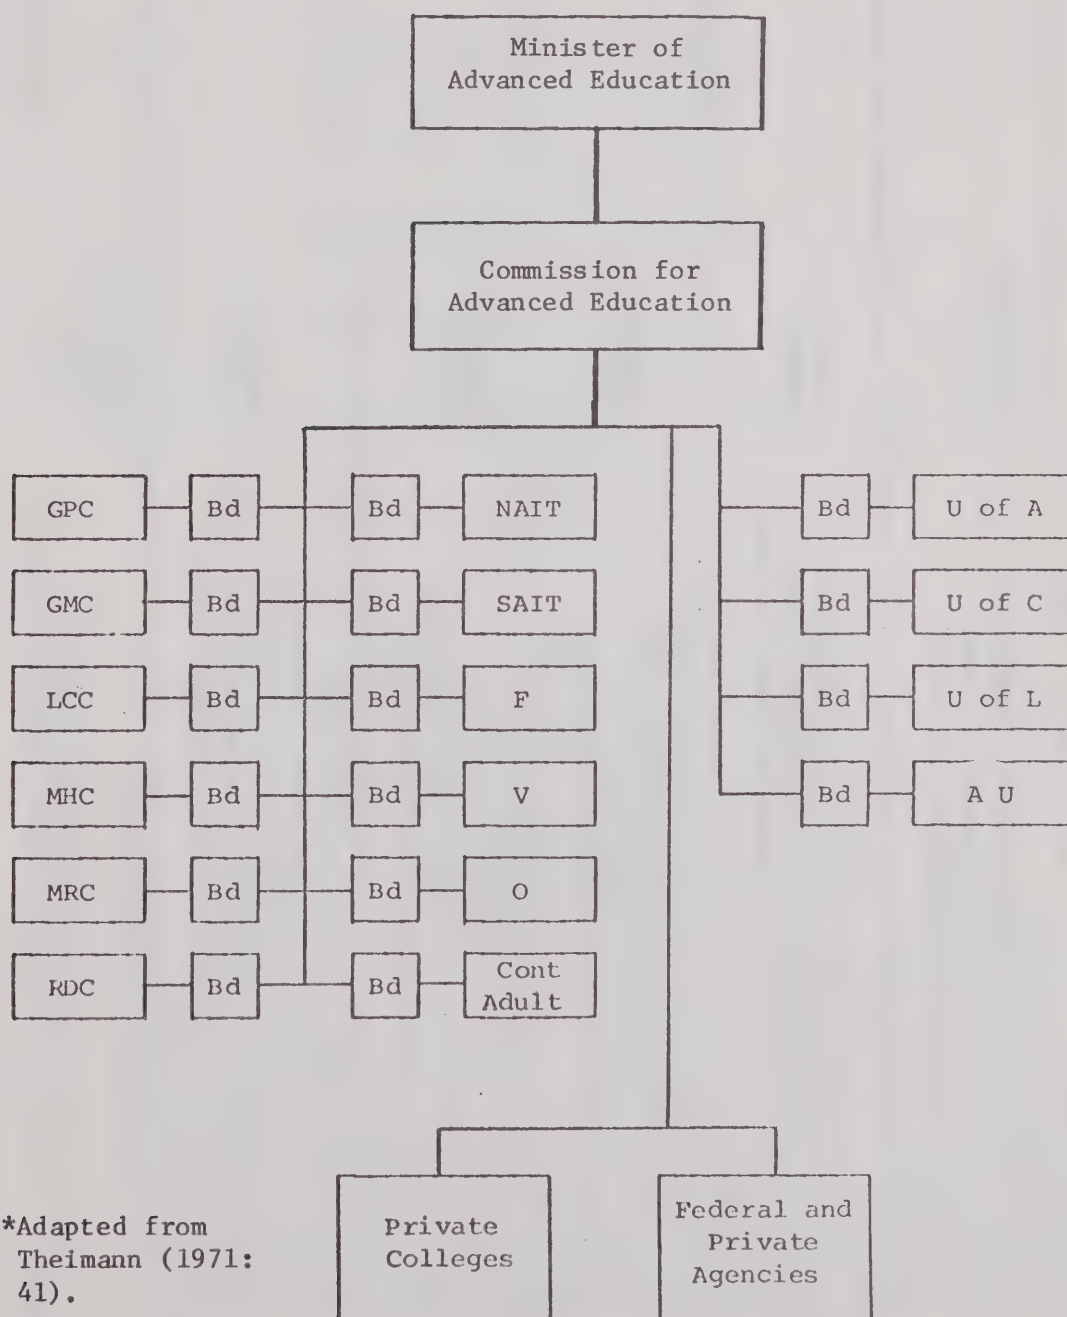 Minister of
Advanced Education
Commission for
Advanced Education
GPC Bd Bd NAIT Bd U of A
GMC Bd Bd SAIT Bd U of C
LCC Bd Bd F Bd U of L
MHC Bd Bd V Bd A U
MRC Bd Bd O
RDC Bd Bd Cont
Adult
*Adapted from
Theimann (1971:
41).
Private
Colleges
Federal and
Private
Agencies